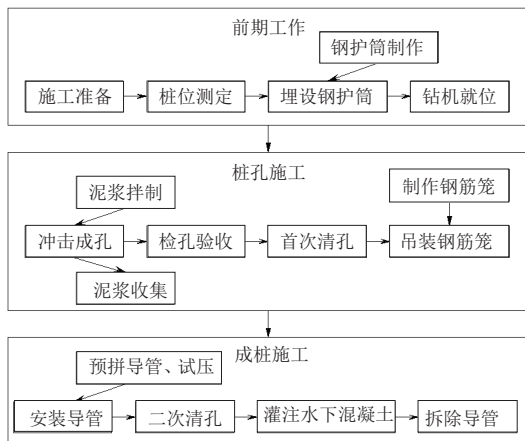 前期工作
钢护筒制作
施工准备
桩位测定
埋设钢护筒
钻机就位
桩孔施工
泥浆拌制
制作钢筋笼
冲击成孔
检孔验收
首次清孔
吊装钢筋笼
泥浆收集
成桩施工
预拼导管、试压
安装导管
二次清孔
灌注水下混凝土
拆除导管